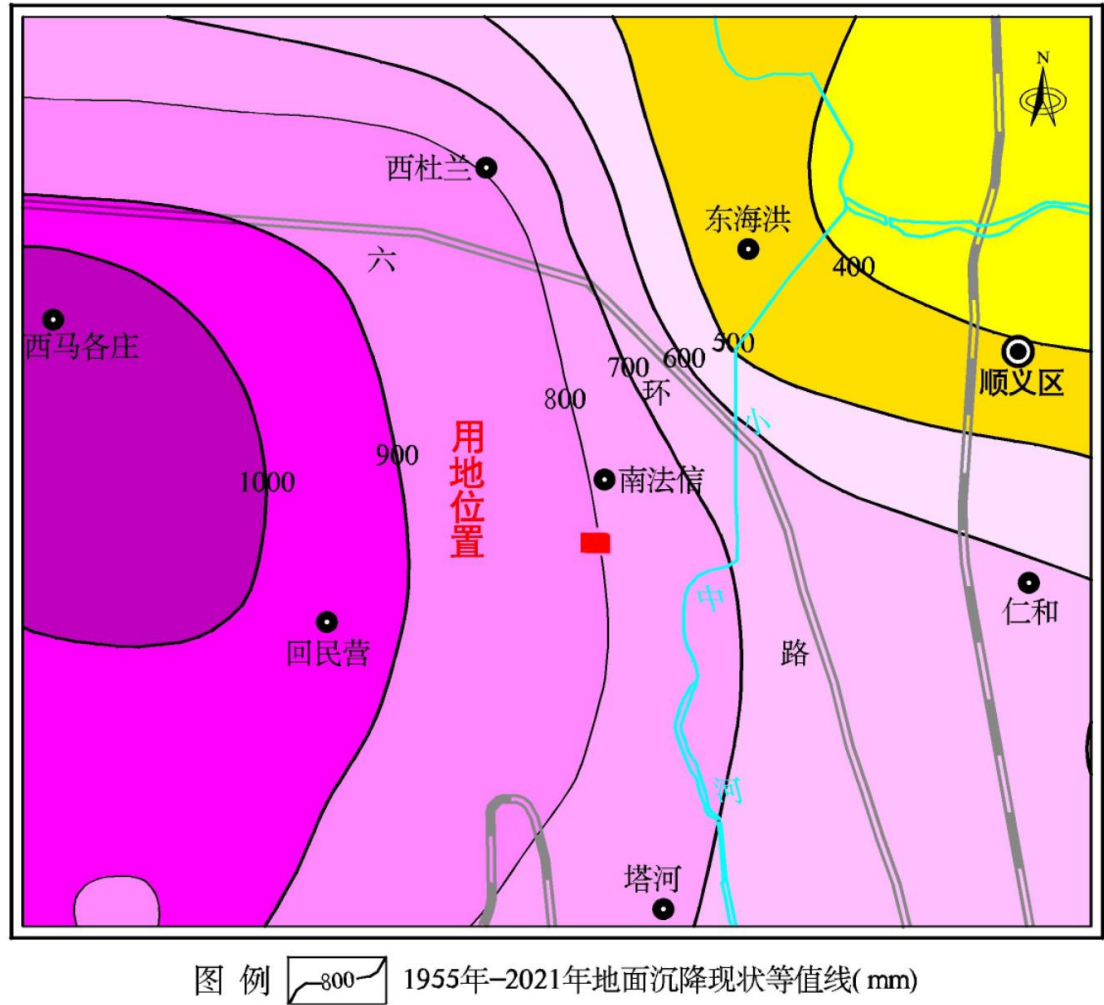 N
西杜兰
东海洪
六
400
西马各庄
500
600
700
环
顺义区
800
小
用地位置
900
1000
南法信
中
仁和
回民营
路
河
塔河
图例
800
1955年–2021年地面沉降现状等值线( mm)